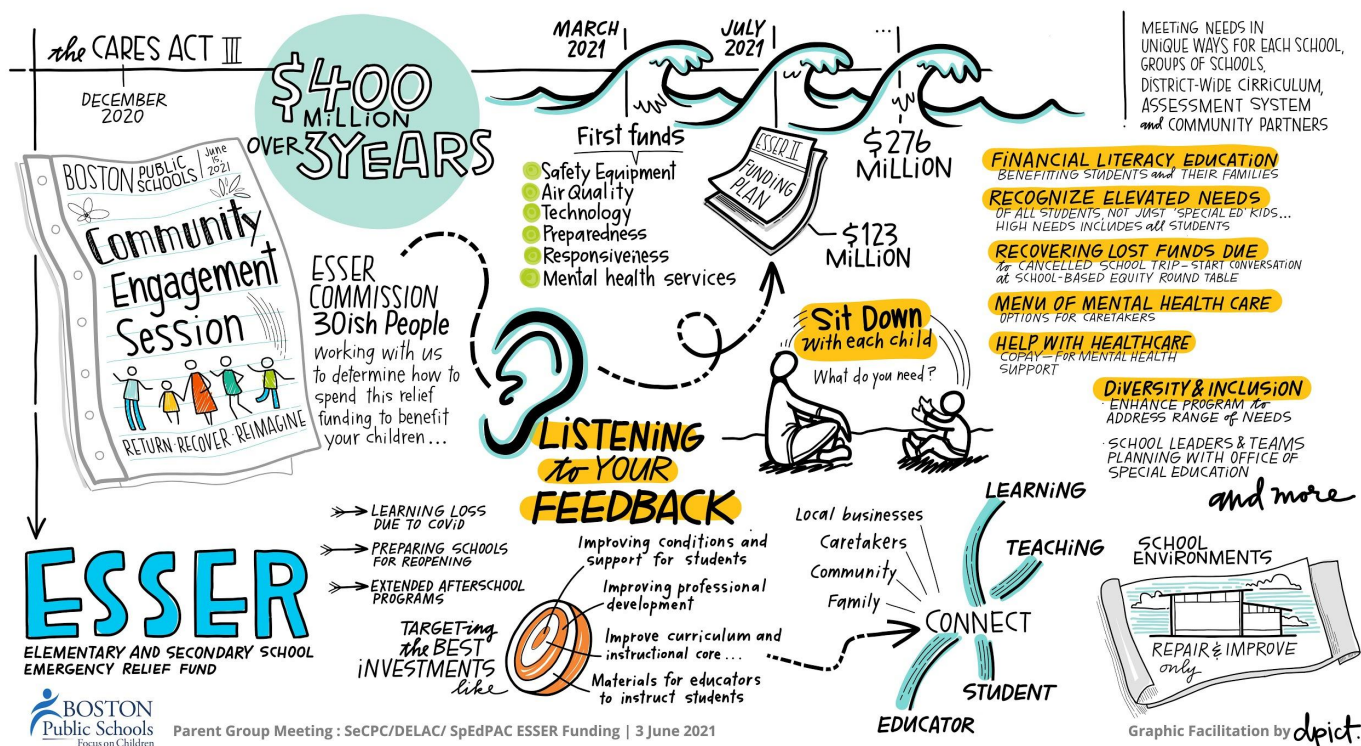 the CARES ACT III
DECEMBER
2020
$400
MiLLiON
OVER 3YEARS
MARCH
2021
JULY
2021
...
First funds
Safety Equipment
Air Quality
Technology
Preparedness
Responsiveness
Mental health services
ESSER II
FUNDING
PLAN
$276
MILLION
$123
MILLION
MEETING NEEDS IN
UNIQUE WAYS FOR EACH SCHOOL,
GROUPS OF SCHOOLS,
DISTRICT-WIDE CIRRICULUM,
ASSESSMENT SYSTEM
and COMMUNITY PARTNERS
BOSTON PUBLIC SCHOOLS
June
15,
2021
Community
Engagement
Session
RETURN·RECOVER·REIMAGINE
ESSER
COMMISSION
30ish People
Working with us
to determine how to
spend this relief
funding to benefit
your children...
FINANCIAL LITERACY EDUCATION
BENEFITTING STUDENTS and THEIR FAMILIES
RECOGNIZE ELEVATED NEEDS
OF ALL STUDENTS, NOT JUST 'SPECIAL ED' KIDS...
HIGH NEEDS INCLUDES all STUDENTS
RECOVERING LOST FUNDS DUE
to CANCELLED SCHOOL TRIP—START CONVERSATION
at SCHOOL-BASED EQUITY ROUND TABLE
MENU OF MENTAL HEALTH CARE
OPTIONS FOR CARETAKERS
HELP WITH HEALTHCARE
COPAY—FOR MENTAL HEALTH
SUPPORT
DIVERSITY & INCLUSION
· ENHANCE PROGRAM to
ADDRESS RANGE of NEEDS
· SCHOOL LEADERS & TEAMS
PLANNING WITH OFFICE OF
SPECIAL EDUCATION
and more
Sit Down
with each child
What do you need?
LISTENING
to YOUR
FEEDBACK
ESSER
ELEMENTARY AND SECONDARY SCHOOL
EMERGENCY RELIEF FUND
LEARNING LOSS
DUE TO COVID
PREPARING SCHOOLS
FOR REOPENING
EXTENDED AFTERSCHOOL
PROGRAMS
TARGET-ing
the BEST
iNVESTMENTS
like
Improving conditions and
support for students
Improving professional
development
Improve curriculum and
instructional core...
Materials for educators
to instruct students
Local businesses
Caretakers
Community
Family
CONNECT
LEARNING
TEACHING
STUDENT
EDUCATOR
SCHOOL
ENVIRONMENTS
REPAIR & IMPROVE
only
BOSTON
Public Schools
Focus on Children
Parent Group Meeting : SeCPC/DELAC/ SpEdPAC ESSER Funding | 3 June 2021
Graphic Facilitation by dpict.